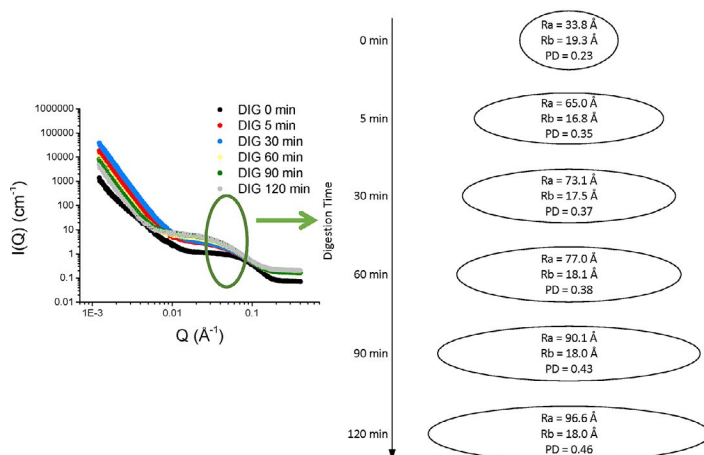 1000000
100000
10000
1000
100
10
1
0.1
0.01
I(Q) (cm⁻¹)
1E-3
0.01
0.1
Q (Å⁻¹)
DIG 0 min
DIG 5 min
DIG 30 min
DIG 60 min
DIG 90 min
DIG 120 min
Digestion Time
0 min
Ra = 33.8 Å
Rb = 19.3 Å
PD = 0.23
5 min
Ra = 65.0 Å
Rb = 16.8 Å
PD = 0.35
30 min
Ra = 73.1 Å
Rb = 17.5 Å
PD = 0.37
60 min
Ra = 77.0 Å
Rb = 18.1 Å
PD = 0.38
90 min
Ra = 90.1 Å
Rb = 18.0 Å
PD = 0.43
120 min
Ra = 96.6 Å
Rb = 18.0 Å
PD = 0.46